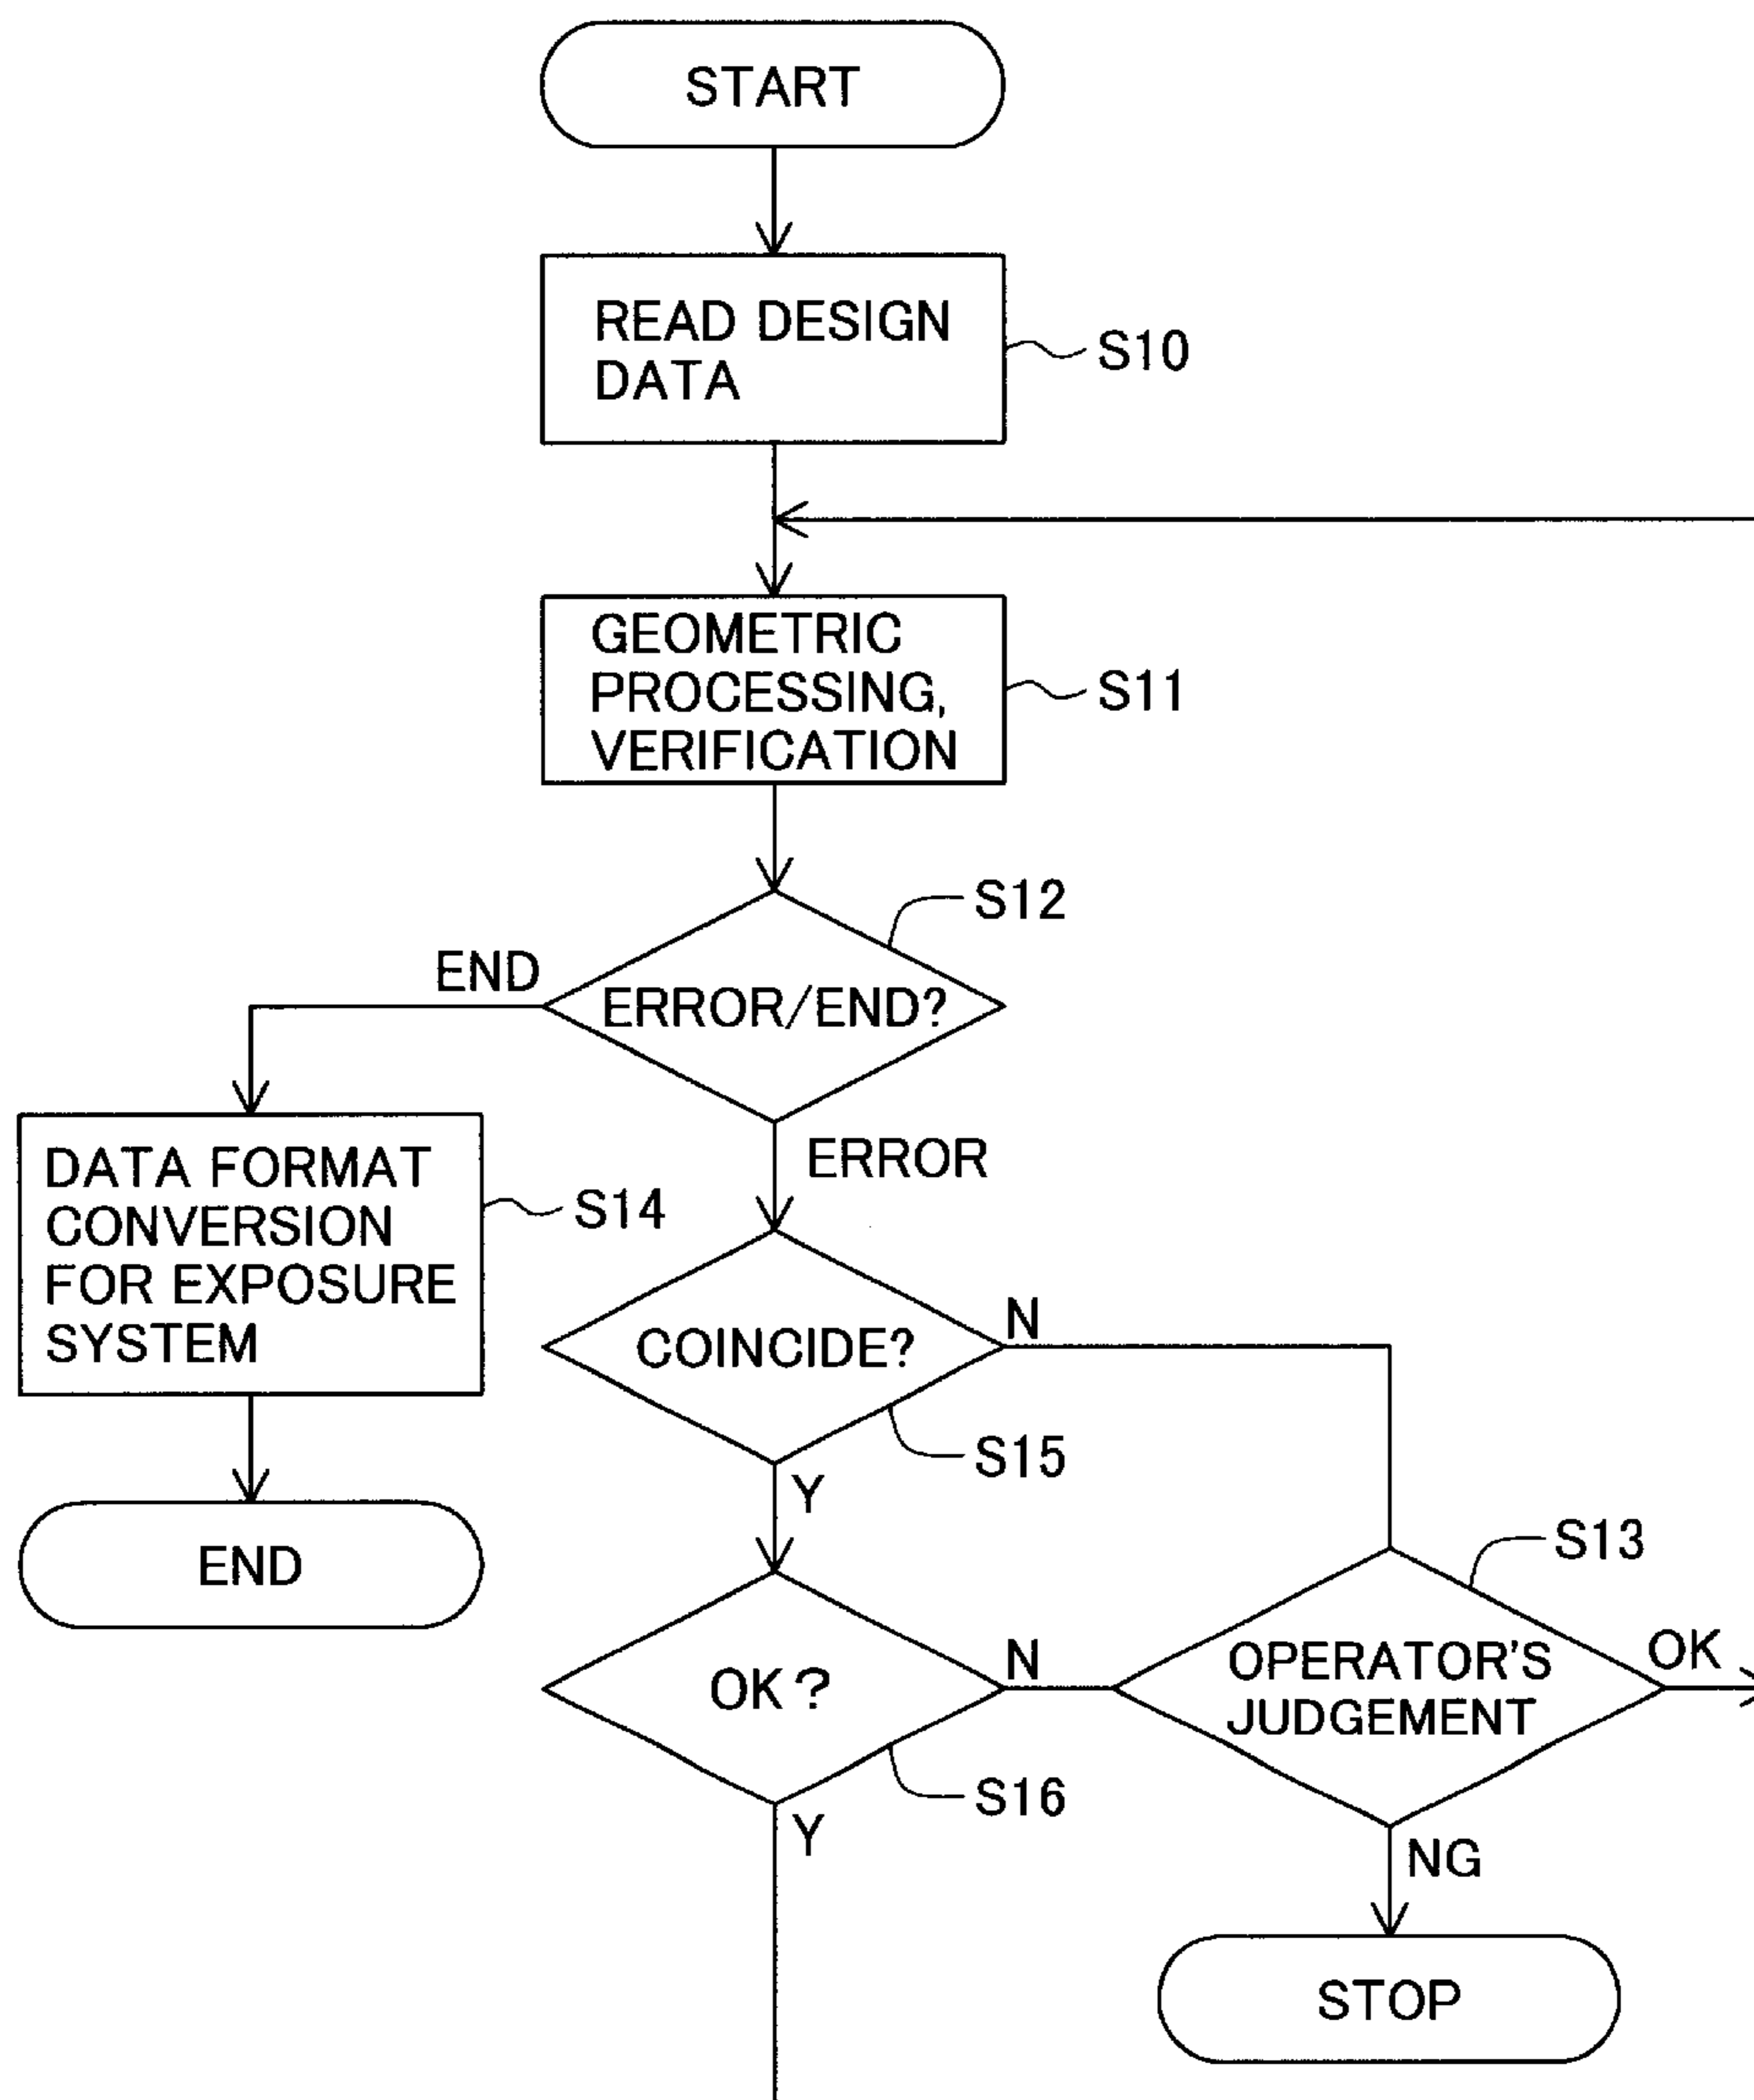 START
READ DESIGN
DATA
S10
GEOMETRIC
PROCESSING,
VERIFICATION
S11
S12
END
ERROR/END?
ERROR
DATA FORMAT
CONVERSION
FOR EXPOSURE
SYSTEM
S14
COINCIDE?
N
S15
Y
END
S13
OK?
N
OPERATOR'S
JUDGEMENT
OK
S16
Y
NG
STOP